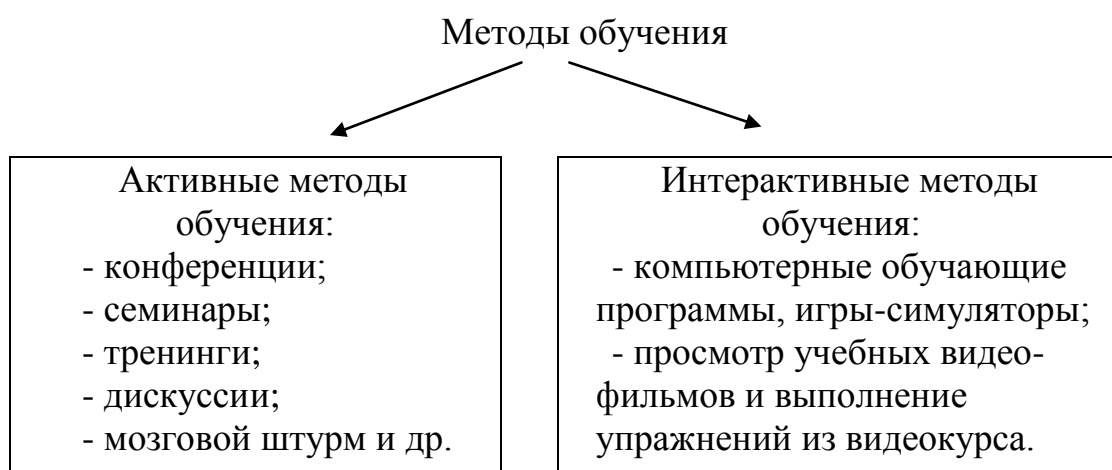 Методы обучения
Активные методы
обучения:
- конференции;
- семинары;
- тренинги;
- дискуссии;
- мозговой штурм и др.
Интерактивные методы
обучения:
- компьютерные обучающие
программы, игры-симуляторы;
- просмотр учебных видео-
фильмов и выполнение
упражнений из видеокурса.